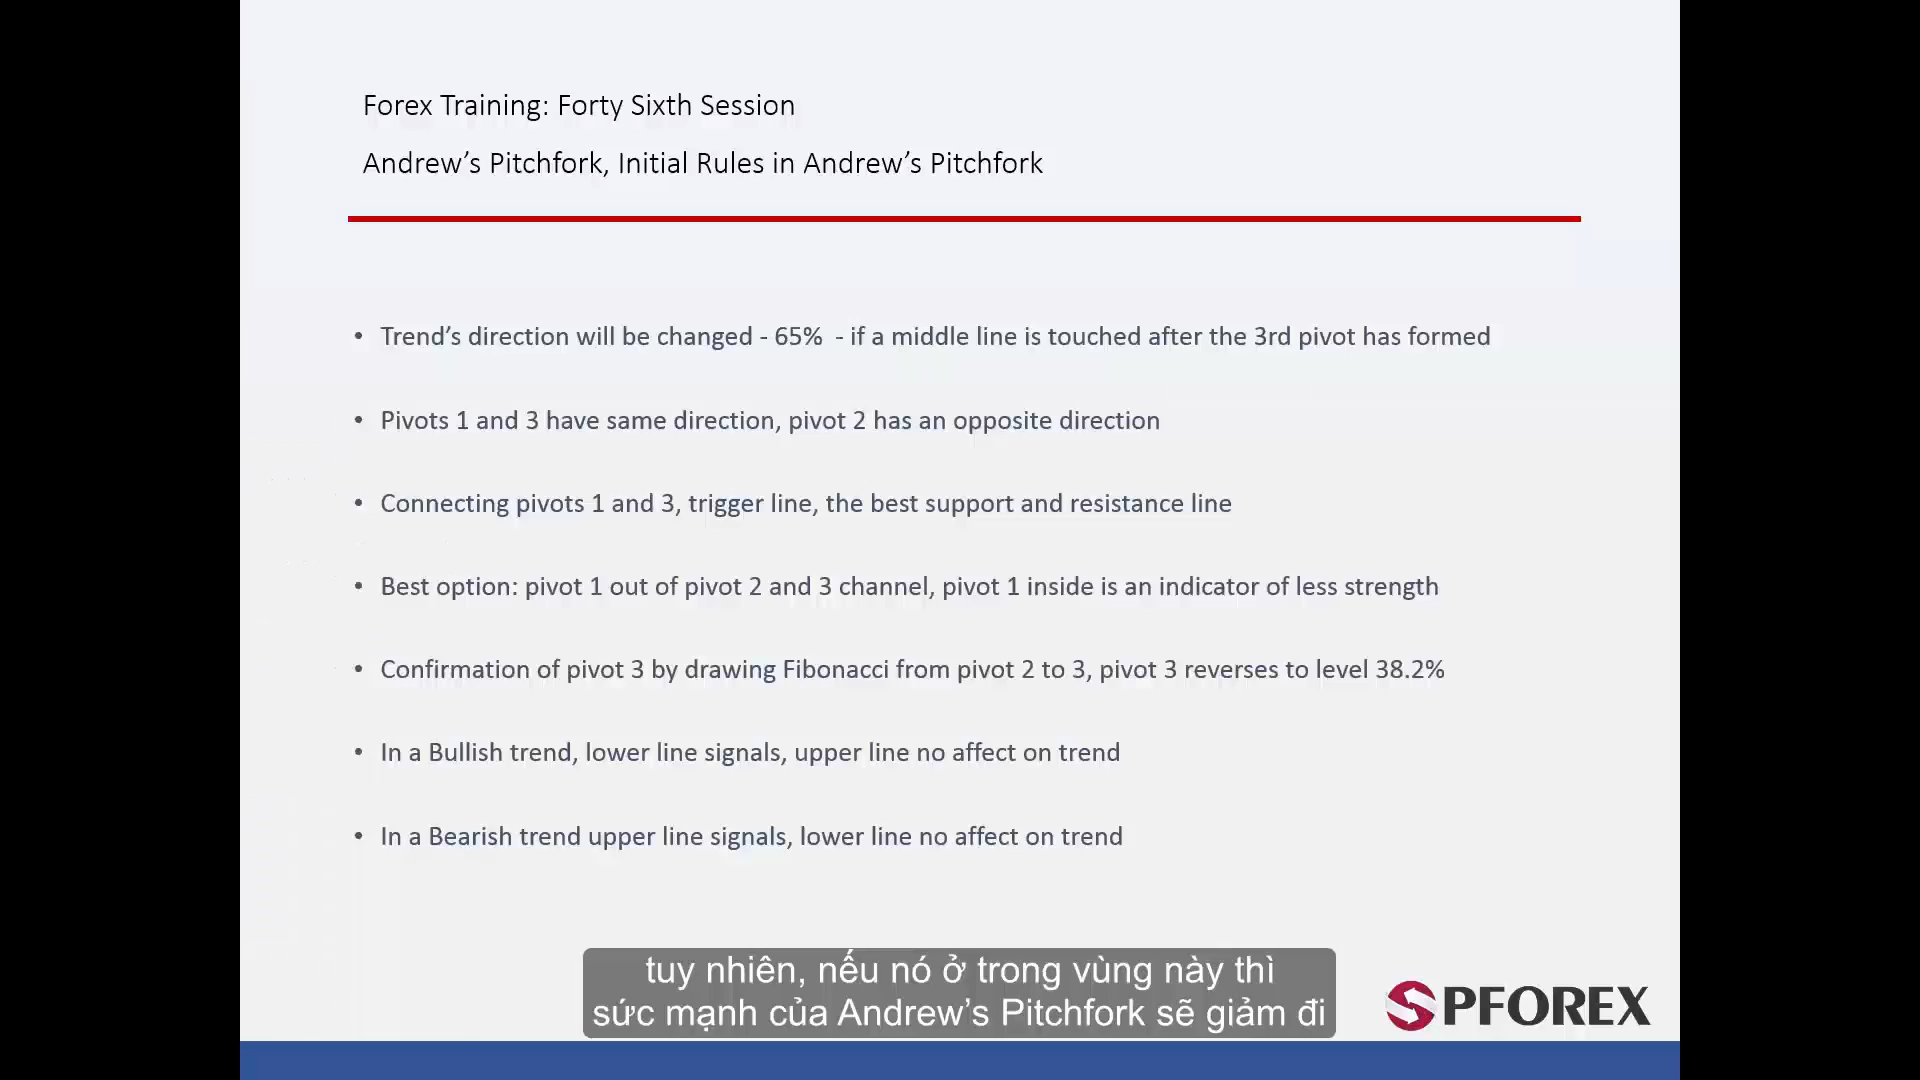 Forex Training: Forty Sixth Session
Andrew’s Pitchfork, Initial Rules in Andrew’s Pitchfork
• Trend’s direction will be changed - 65%  - if a middle line is touched after the 3rd pivot has formed
• Pivots 1 and 3 have same direction, pivot 2 has an opposite direction
• Connecting pivots 1 and 3, trigger line, the best support and resistance line
• Best option: pivot 1 out of pivot 2 and 3 channel, pivot 1 inside is an indicator of less strength
• Confirmation of pivot 3 by drawing Fibonacci from pivot 2 to 3, pivot 3 reverses to level 38.2%
• In a Bullish trend, lower line signals, upper line no affect on trend
• In a Bearish trend upper line signals, lower line no affect on trend
tuy nhiên, nếu nó ở trong vùng này thì
sức mạnh của Andrew’s Pitchfork sẽ giảm đi
PFOREX